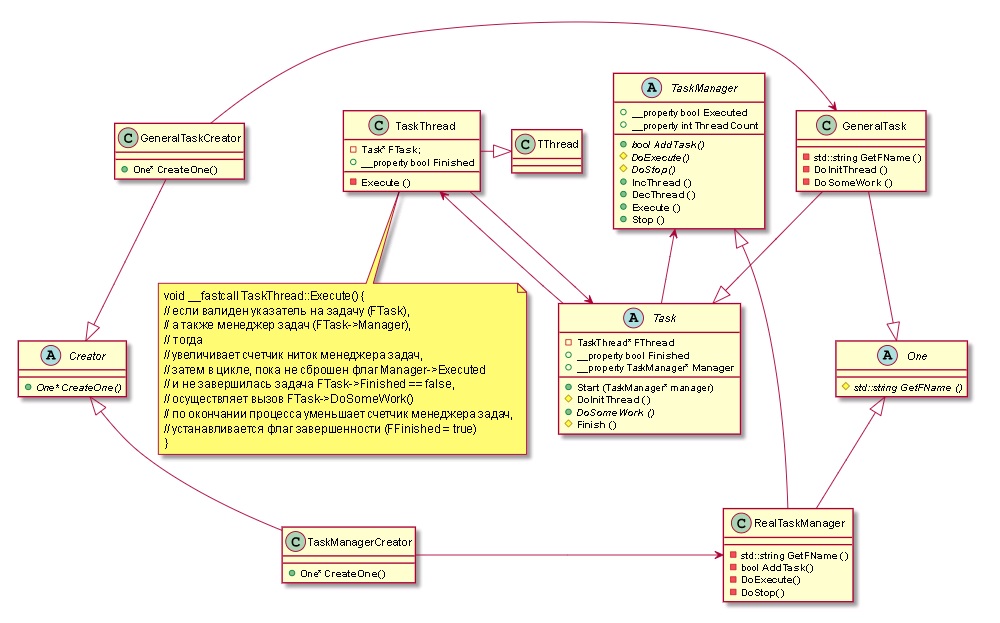 A TaskManager
__property bool Executed
__property int Thread Count
bool AddTask()
DoExecute()
DoStop()
IncThread ()
DecThread ()
Execute ()
Stop ()
C TaskThread
Task* FTask;
__property bool Finished
Execute ()
C TThread
C GeneralTask
std::string GetFName ()
DoInitThread ()
DoSomeWork ()
C GeneralTaskCreator
One* CreateOne()
void __fastcall TaskThread::Execute() {
// если валиден указатель на задачу (FTask),
// а также менеджер задач (FTask->Manager),
// тогда
// увеличивает счетчик ниток менеджера задач,
// затем в цикле, пока не сброшен флаг Manager->Executed
// и не завершилась задача FTask->Finished == false,
// осуществляет вызов FTask->DoSomeWork()
// по окончании процесса уменьшает счетчик менеджера задач,
// устанавливается флаг завершенности (FFinished = true)
}
A Task
TaskThread* FThread
__property bool Finished
__property TaskManager* Manager
Start (TaskManager* manager)
DoInitThread ()
DoSomeWork ()
Finish ()
A Creator
One* CreateOne()
A One
std::string GetFName ()
C TaskManagerCreator
One* CreateOne()
C RealTaskManager
std::string GetFName ()
bool AddTask()
DoExecute()
DoStop()